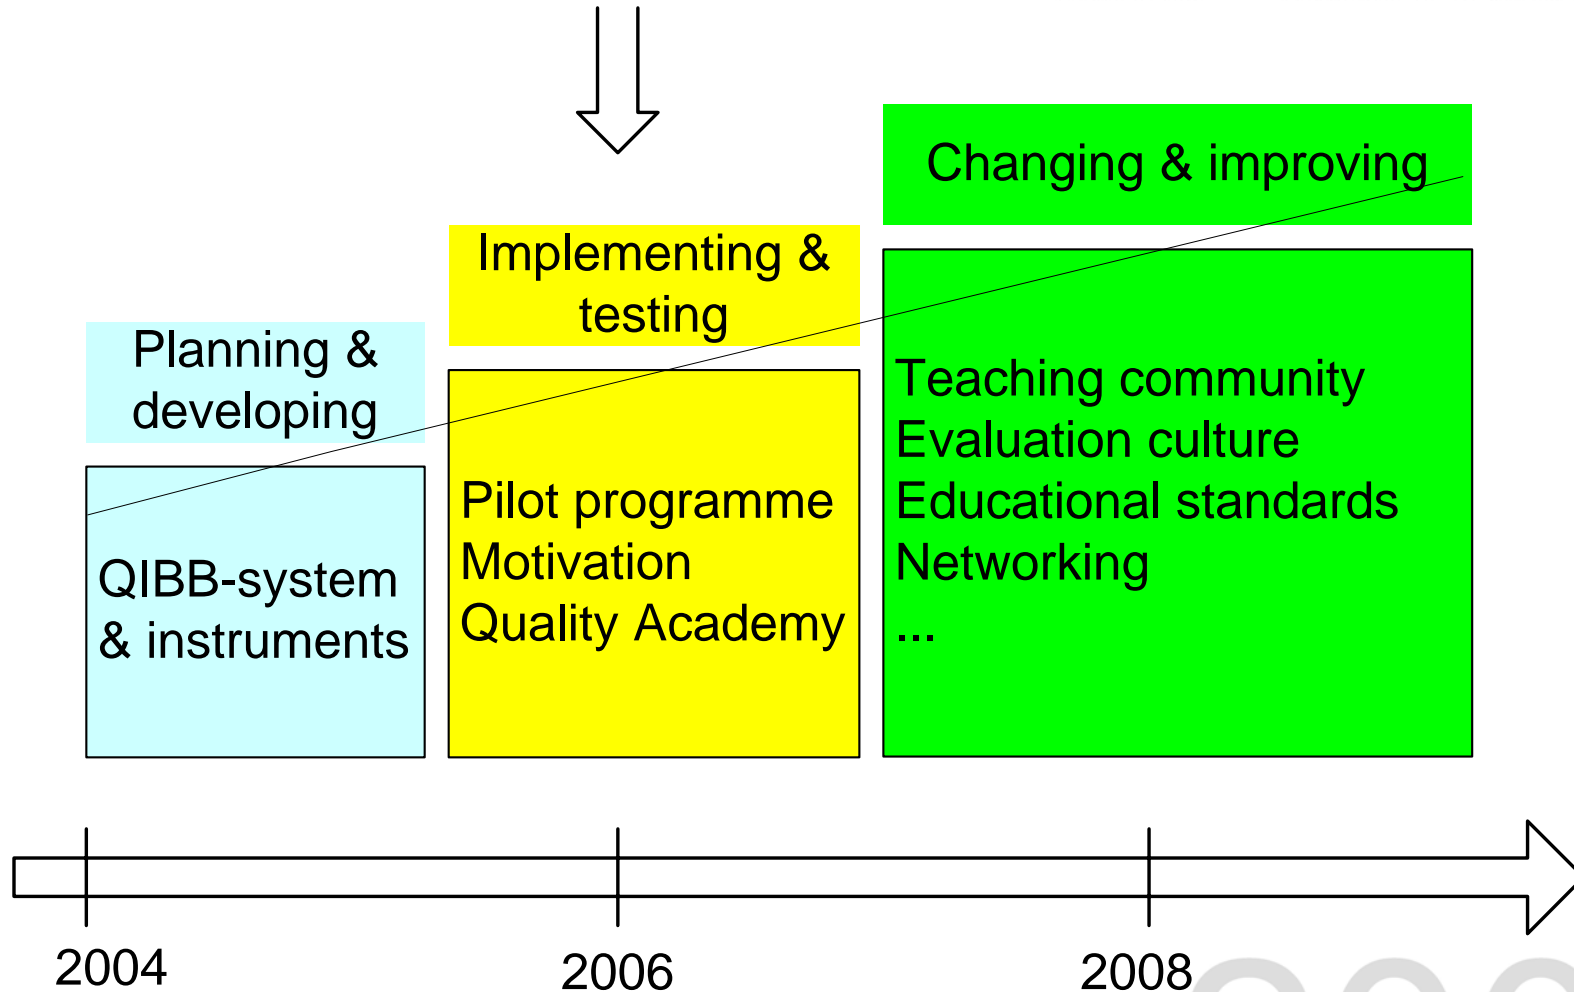 Changing & improving
Implementing &
testing
Planning &
developing
Teaching community
Evaluation culture
Educational standards
Networking
...
Pilot programme
Motivation
Quality Academy
QIBB-system
& instruments
2004
2006
2008